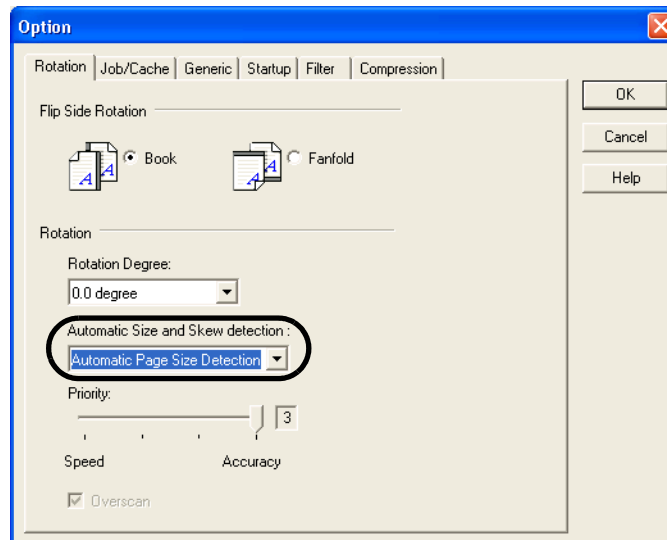 Option
Rotation Job/Cache Generic Startup Filter Compression
OK
Cancel
Help
Flip Side Rotation
A A Book A A Fanfold
Rotation
Rotation Degree:
0.0 degree
Automatic Size and Skew detection :
Automatic Page Size Detection
Priority:
3
Speed Accuracy
Overscan